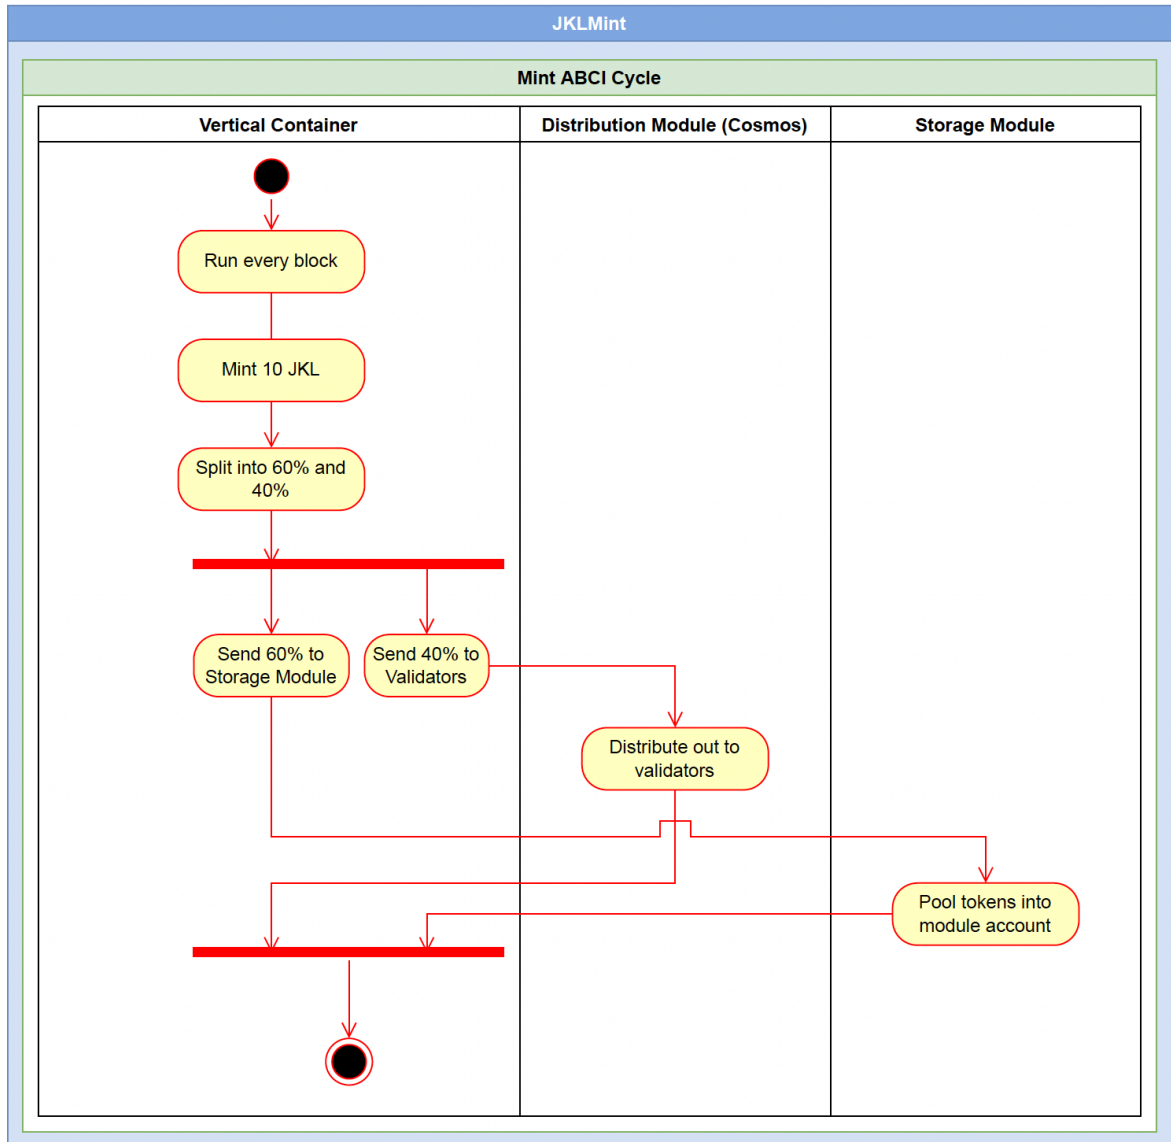 JKLMint
Mint ABCI Cycle
Vertical Container
Distribution Module (Cosmos)
Storage Module
Run every block
Mint 10 JKL
Split into 60% and
40%
Send 60% to
Storage Module
Send 40% to
Validators
Distribute out to
validators
Pool tokens into
module account